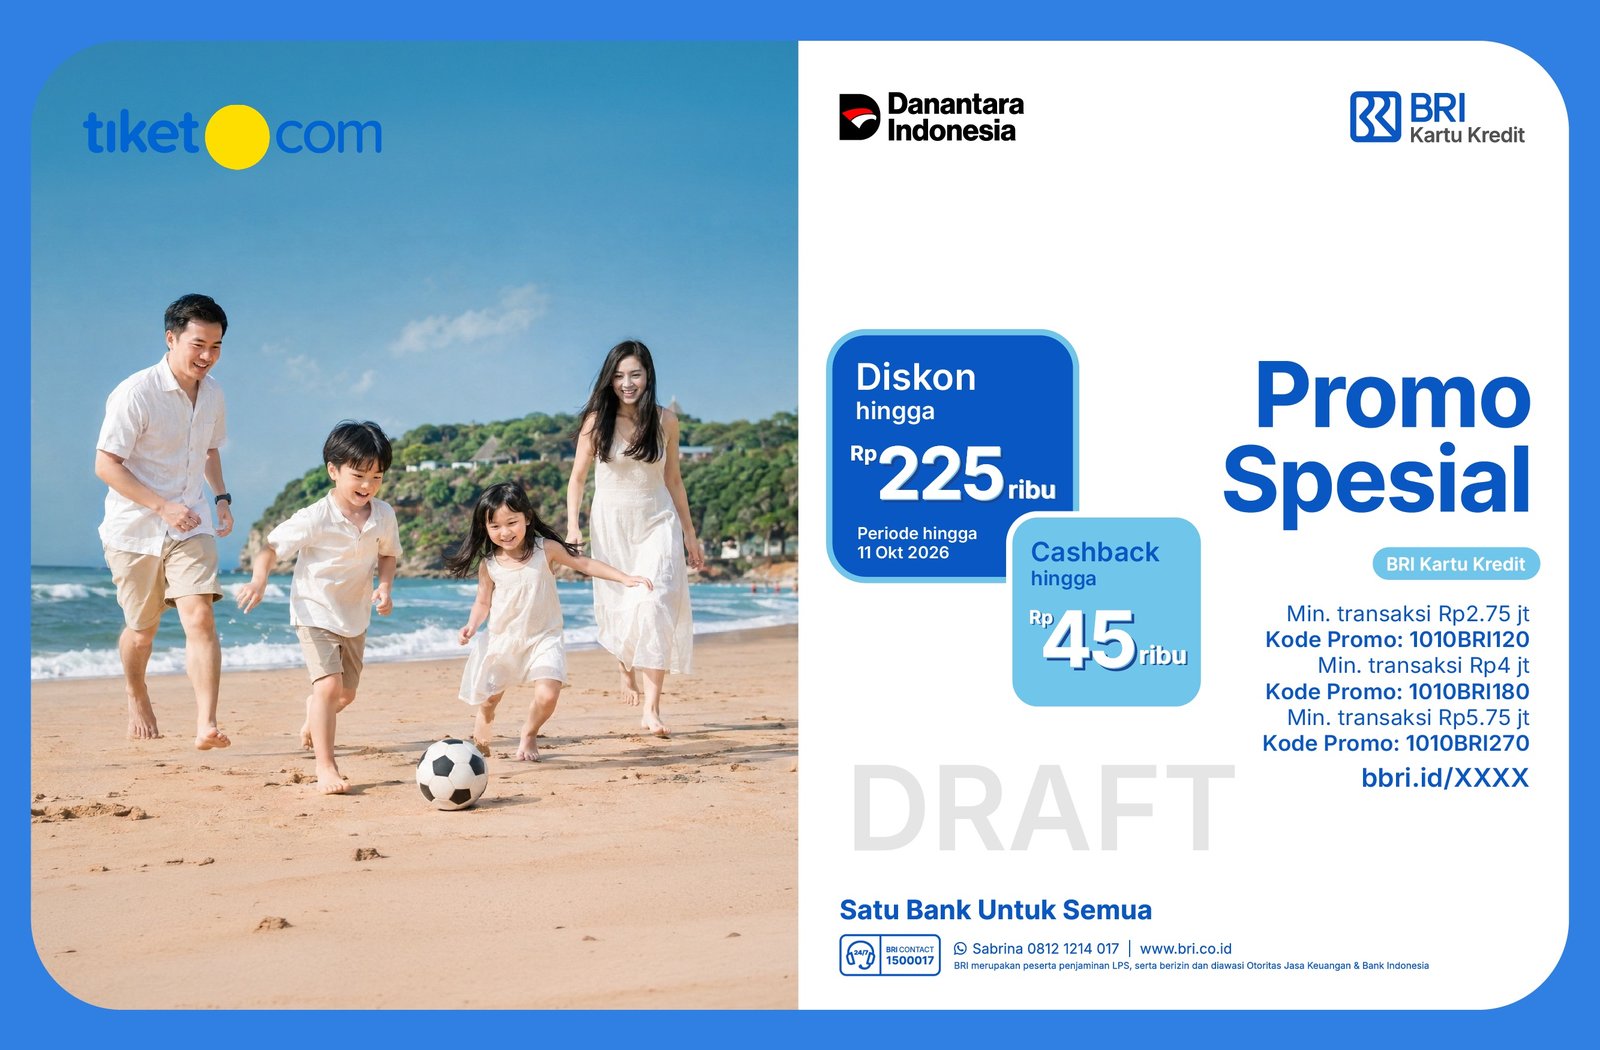 tiket com
Danantara
Indonesia
BRI
Kartu Kredit
Diskon
hingga
Rp225 ribu
Periode hingga
11 Okt 2026
Cashback
hingga
Rp45 ribu
Promo
Spesial
BRI Kartu Kredit
Min. transaksi Rp2.75 jt
Kode Promo: 1010BRI120
Min. transaksi Rp4 jt
Kode Promo: 1010BRI180
Min. transaksi Rp5.75 jt
Kode Promo: 1010BRI270
bbri.id/XXXX
DRAFT
Satu Bank Untuk Semua
24/7
BRI CONTACT
1500017
Sabrina 0812 1214 017 | www.bri.co.id
BRI merupakan peserta penjaminan LPS, serta berizin dan diawasi Otoritas Jasa Keuangan & Bank Indonesia